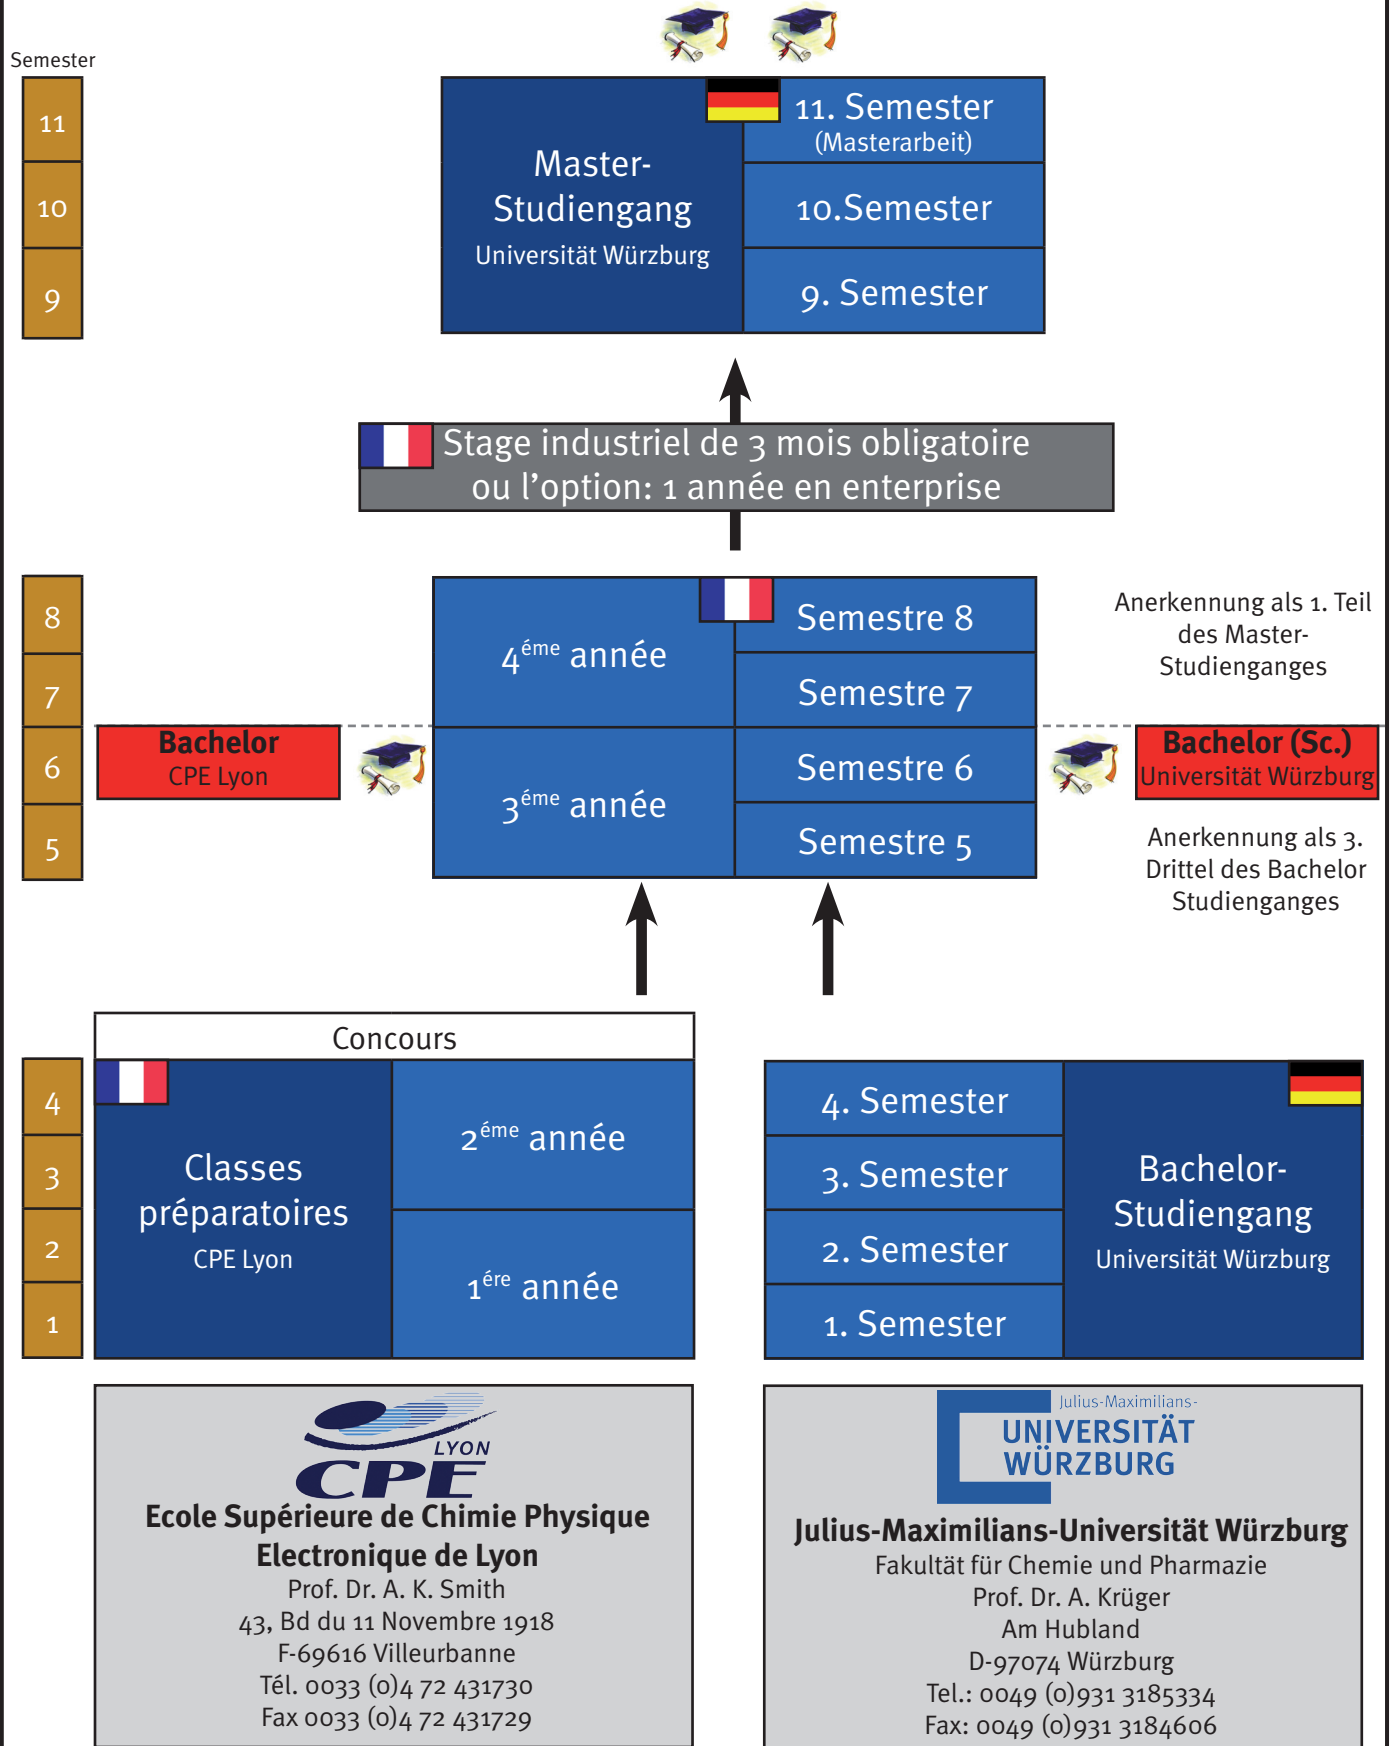 Semester
11
10
9
Master-
Studiengang
Universität Würzburg
11. Semester
(Masterarbeit)
10.Semester
9. Semester
Stage industriel de 3 mois obligatoire
ou l'option: 1 année en enterprise
8
7
6
5
4éme année
3éme année
Semestre 8
Semestre 7
Semestre 6
Semestre 5
Anerkennung als 1. Teil
des Master-
Studienganges
Bachelor
CPE Lyon
Bachelor (Sc.)
Universität Würzburg
Anerkennung als 3.
Drittel des Bachelor
Studienganges
Concours
4
3
2
1
Classes
préparatoires
CPE Lyon
2éme année
1ére année
4. Semester
3. Semester
2. Semester
1. Semester
Bachelor-
Studiengang
Universität Würzburg
LYON
CPE
Ecole Supérieure de Chimie Physique
Electronique de Lyon
Prof. Dr. A. K. Smith
43, Bd du 11 Novembre 1918
F-69616 Villeurbanne
Tél. 0033 (0)4 72 431730
Fax 0033 (0)4 72 431729
Julius-Maximilians-
UNIVERSITÄT
WÜRZBURG
Julius-Maximilians-Universität Würzburg
Fakultät für Chemie und Pharmazie
Prof. Dr. A. Krüger
Am Hubland
D-97074 Würzburg
Tel.: 0049 (0)931 3185334
Fax: 0049 (0)931 3184606